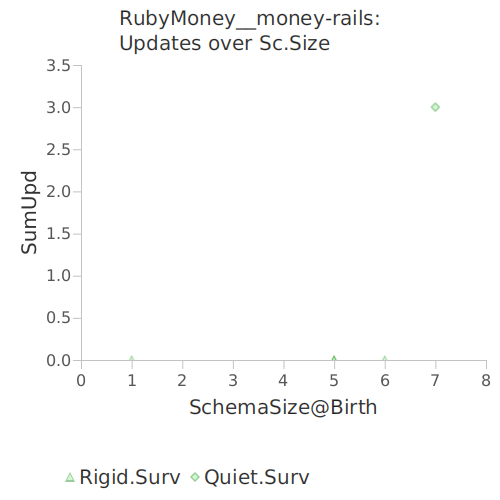 RubyMoney__money-rails:
Updates over Sc.Size
3.5
3.0
2.5
2.0
1.5
1.0
0.5
0.0
SumUpd
0 1 2 3 4 5 6 7 8
SchemaSize@Birth
Rigid.Surv Quiet.Surv